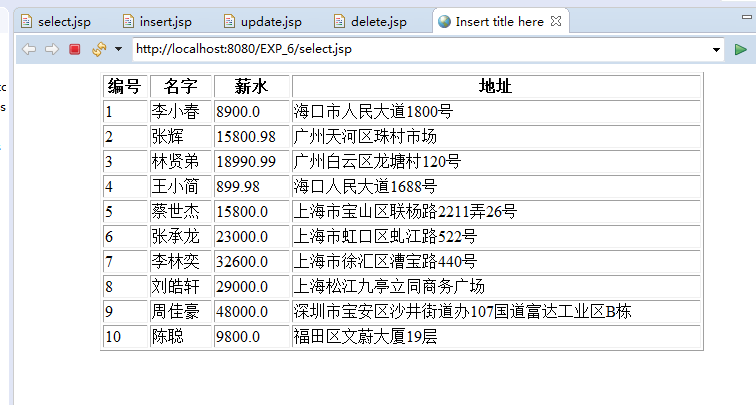 select.jsp insert.jsp update.jsp delete.jsp Insert title here
http://localhost:8080/EXP_6/select.jsp
编号 名字 薪水 地址
1 李小春 8900.0 海口市人民大道1800号
2 张辉 15800.98 广州天河区珠村市场
3 林贤弟 18990.99 广州白云区龙塘村120号
4 王小简 899.98 海口人民大道1688号
5 蔡世杰 15800.0 上海市宝山区联杨路2211弄26号
6 张承龙 23000.0 上海市虹口区虬江路522号
7 李林奕 32600.0 上海市徐汇区漕宝路440号
8 刘皓轩 29000.0 上海松江九亭立同商务广场
9 周佳豪 48000.0 深圳市宝安区沙井街道办107国道富达工业区B栋
10 陈聪 9800.0 福田区文蔚大厦19层